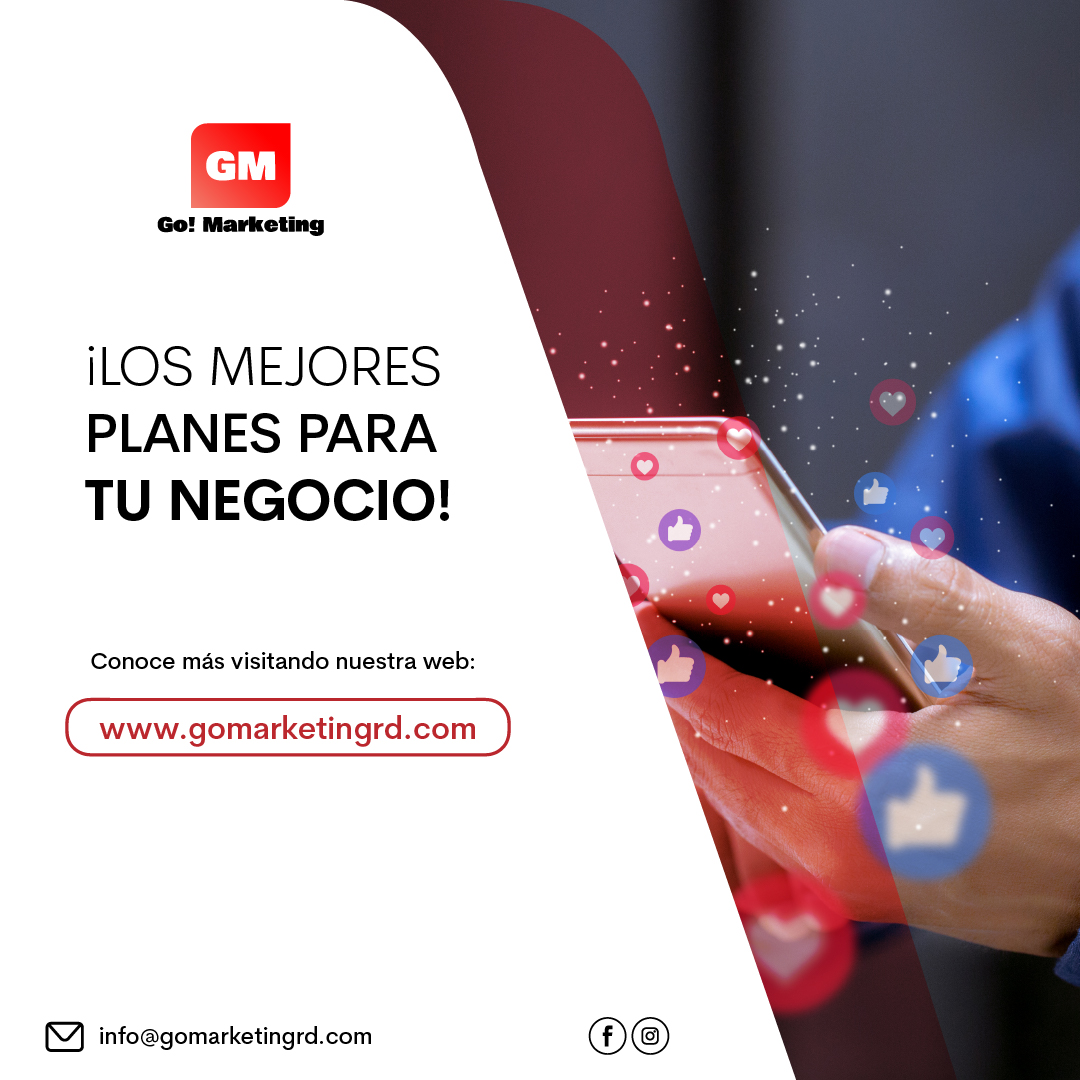 GM
Go! Marketing
¡LOS MEJORES
PLANES PARA
TU NEGOCIO!
Conoce más visitando nuestra web:
www.gomarketingrd.com
info@gomarketingrd.com